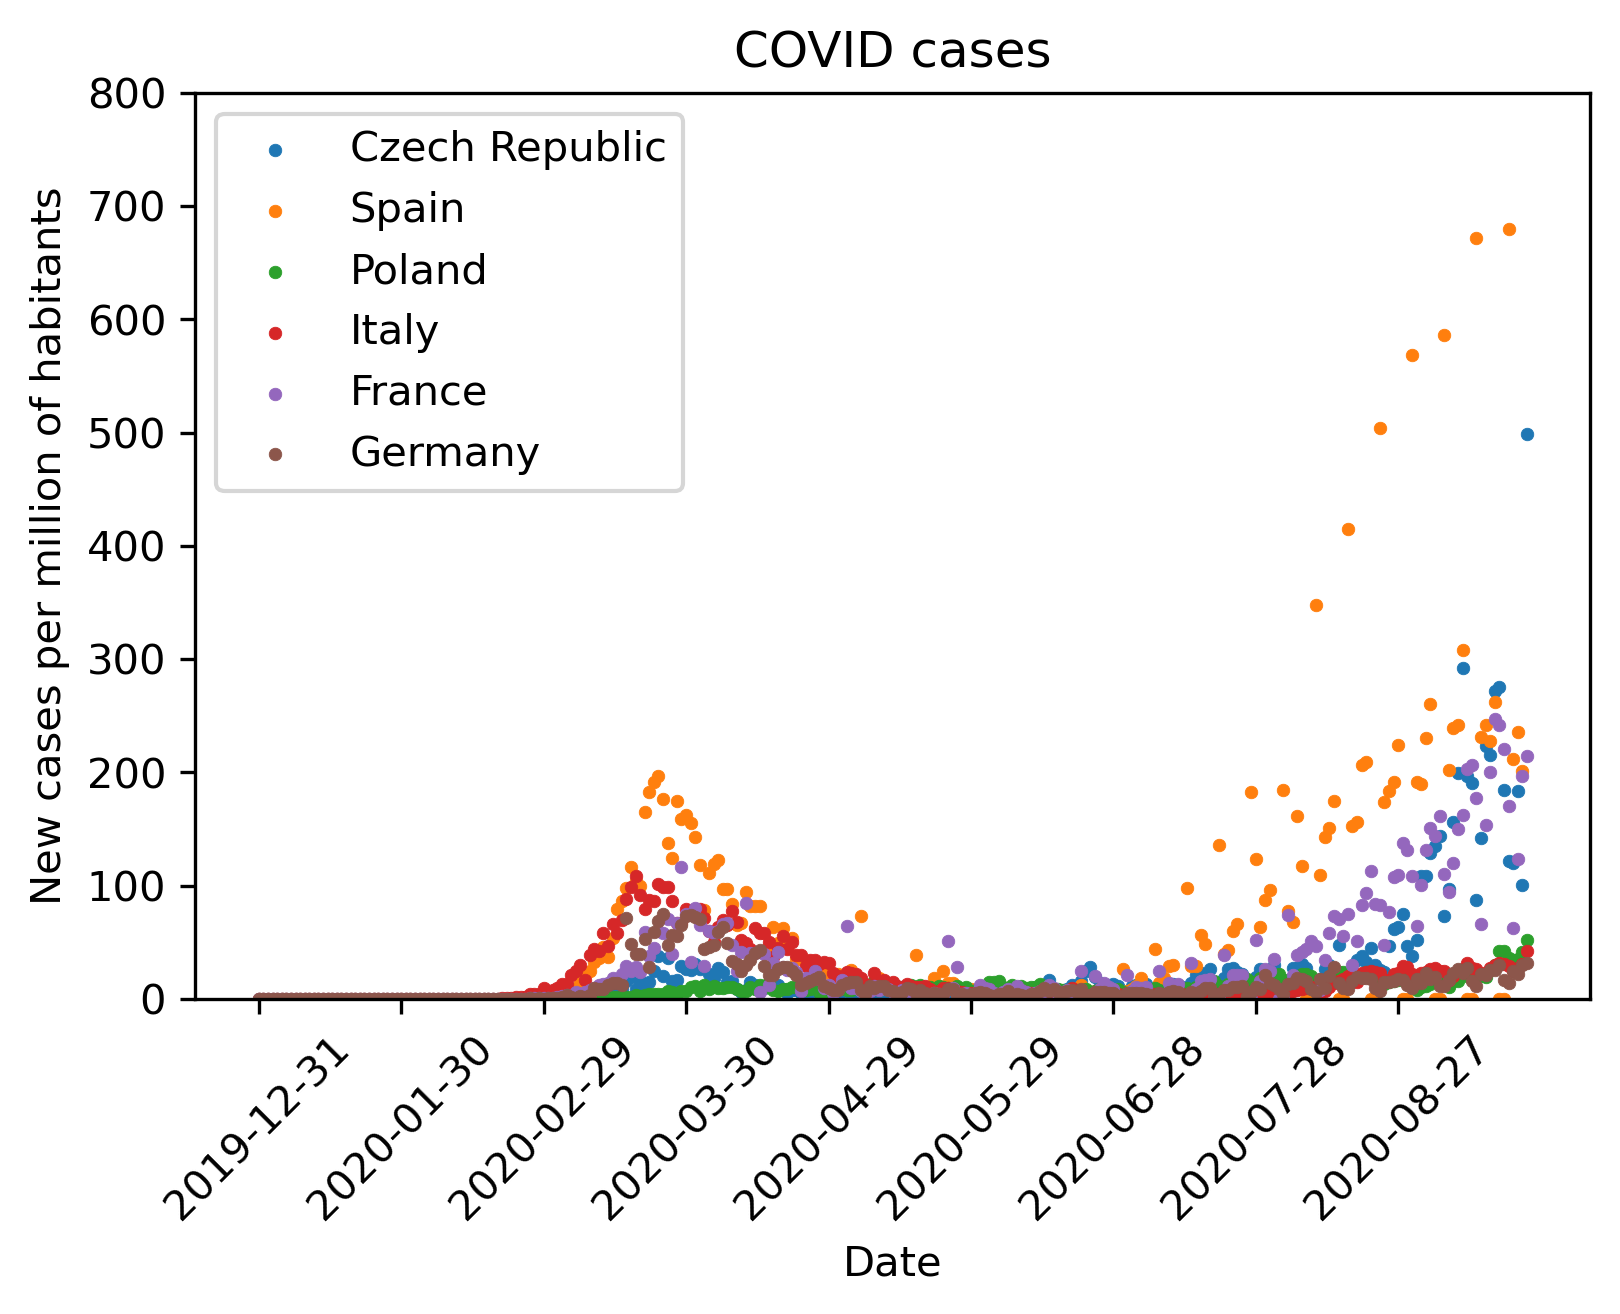 COVID cases
800
700
600
500
400
300
200
100
0
New cases per million of habitants
Czech Republic
Spain
Poland
Italy
France
Germany
2019-12-31
2020-01-30
2020-02-29
2020-03-30
2020-04-29
2020-05-29
2020-06-28
2020-07-28
2020-08-27
Date